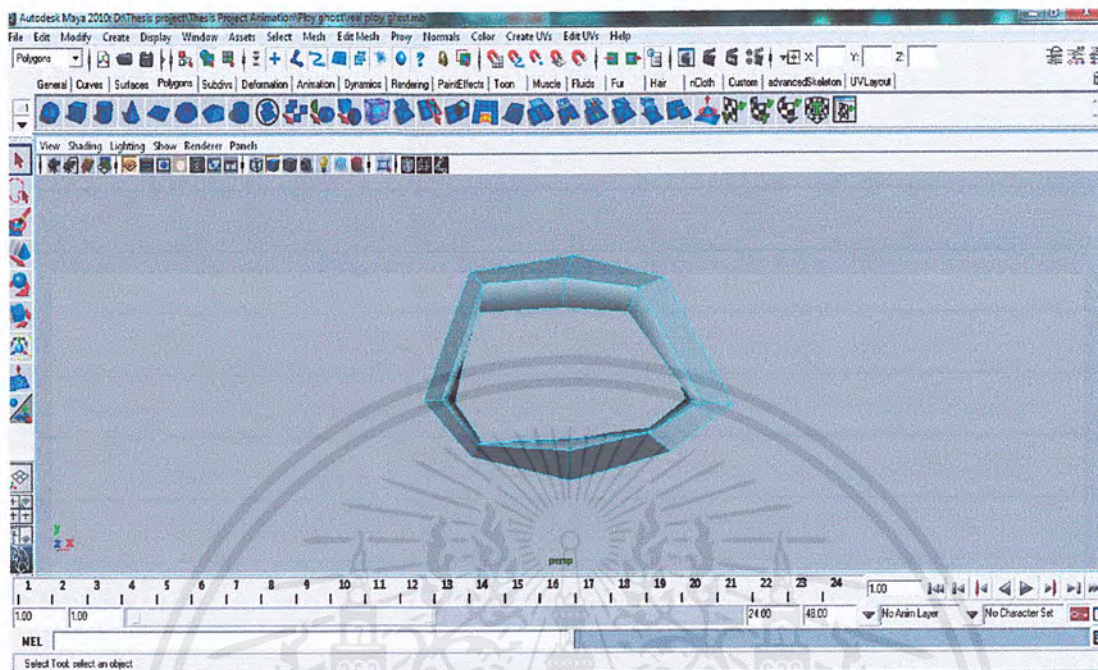 Autodesk Maya 2010: D:\Thesis project\Thesis Project Animation\Ploy ghost\real ploy ghost.mb
File Edit Modify Create Display Window Assets Select Mesh Edit Mesh Proxy Normals Color Create UVs Edit UVs Help
Polygons X: Y: Z:
General Curves Surfaces Polygons Subdivs Deformation Animation Dynamics Rendering PaintEffects Toon Muscle Fluids Fur Hair nCloth Custom advancedSkeleton UVLayout
View Shading Lighting Show Renderer Panels
y
z x
persp
1 2 3 4 5 6 7 8 9 10 11 12 13 14 15 16 17 18 19 20 21 22 23 24 1.00
1.00 1.00 1 24.00 48.00 No Anim Layer No Character Set
MEL
Select Tool: select an object